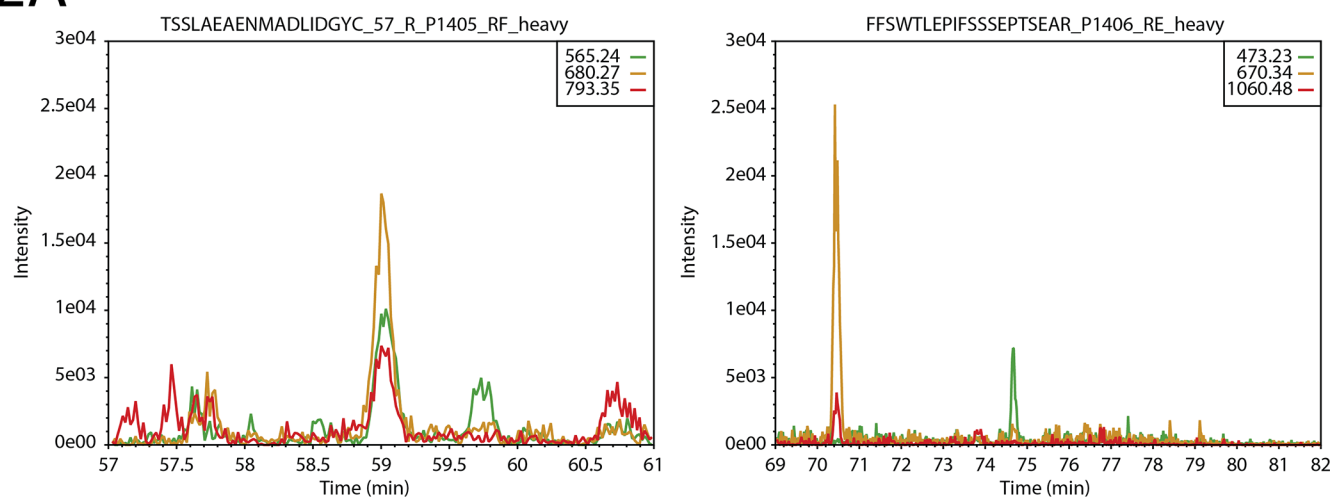 TSSLAEAENMADLIDGYC_57_R_P1405_RF_heavy
3e04
2.5e04
2e04
1.5e04
1e04
5e03
0e00
Intensity
565.24
680.27
793.35
57 57.5 58 58.5 59 59.5 60 60.5 61
Time (min)
FFSWTLEPIFSSSEPTSEAR_P1406_RE_heavy
3e04
2.5e04
2e04
1.5e04
1e04
5e03
0e00
Intensity
473.23
670.34
1060.48
69 70 71 72 73 74 75 76 77 78 79 80 81 82
Time (min)